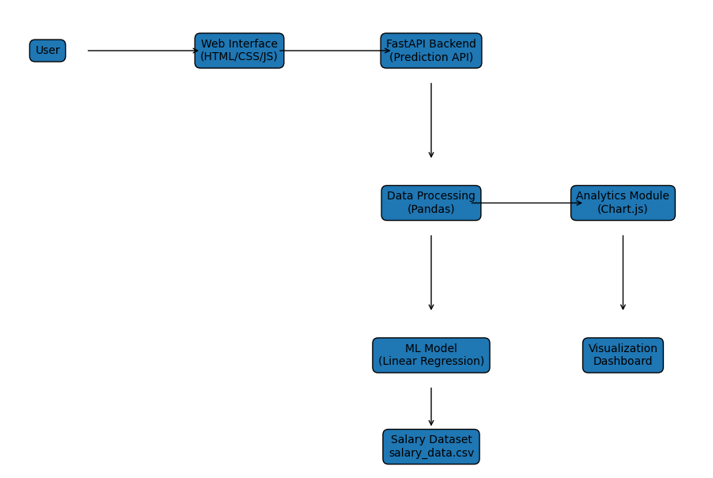 User
Web Interface
(HTML/CSS/JS)
FastAPI Backend
(Prediction API)
Data Processing
(Pandas)
Analytics Module
(Chart.js)
ML Model
(Linear Regression)
Visualization
Dashboard
Salary Dataset
salary_data.csv